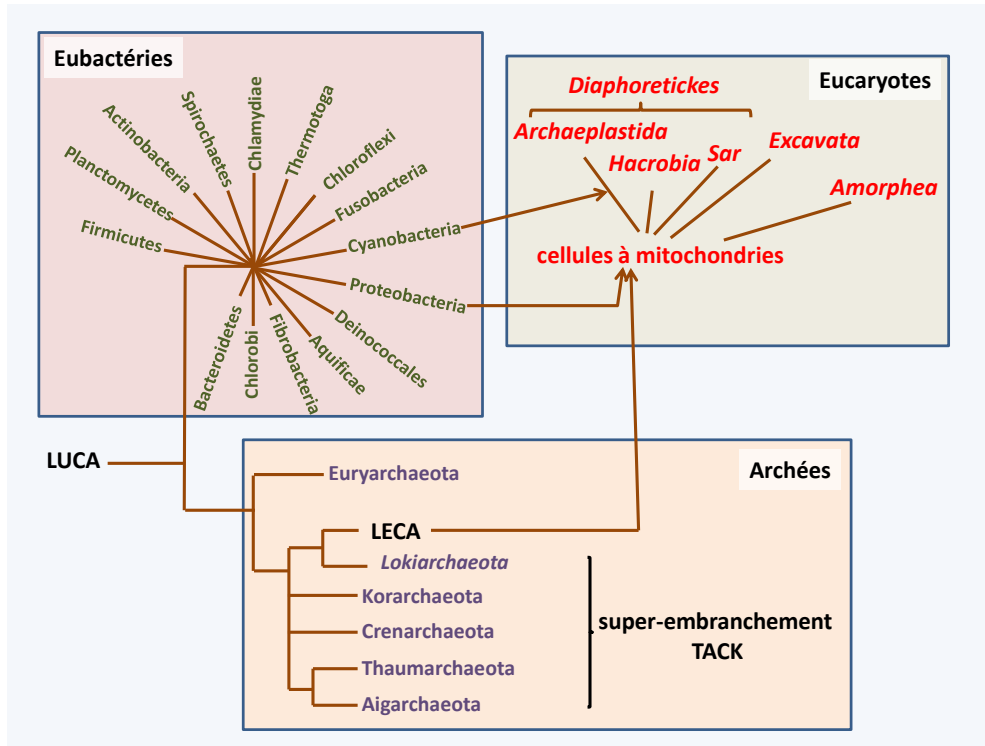 Eubactéries
Chlamydiae
Spirochaetes
Thermotoga
Actinobacteria
Chloroflexi
Planctomycetes
Fusobacteria
Firmicutes
Cyanobacteria
Proteobacteria
Deinococcales
Aquificae
Fibrobacteria
Chlorobi
Bacteroidetes
Eucaryotes
Diaphoretickes
Archaeplastida
Hacrobia
Sar
Excavata
Amorphea
cellules à mitochondries
LUCA
Archées
Euryarchaeota
LECA
Lokiarchaeota
Korarchaeota
Crenarchaeota
Thaumarchaeota
Aigarchaeota
super-embranchement
TACK